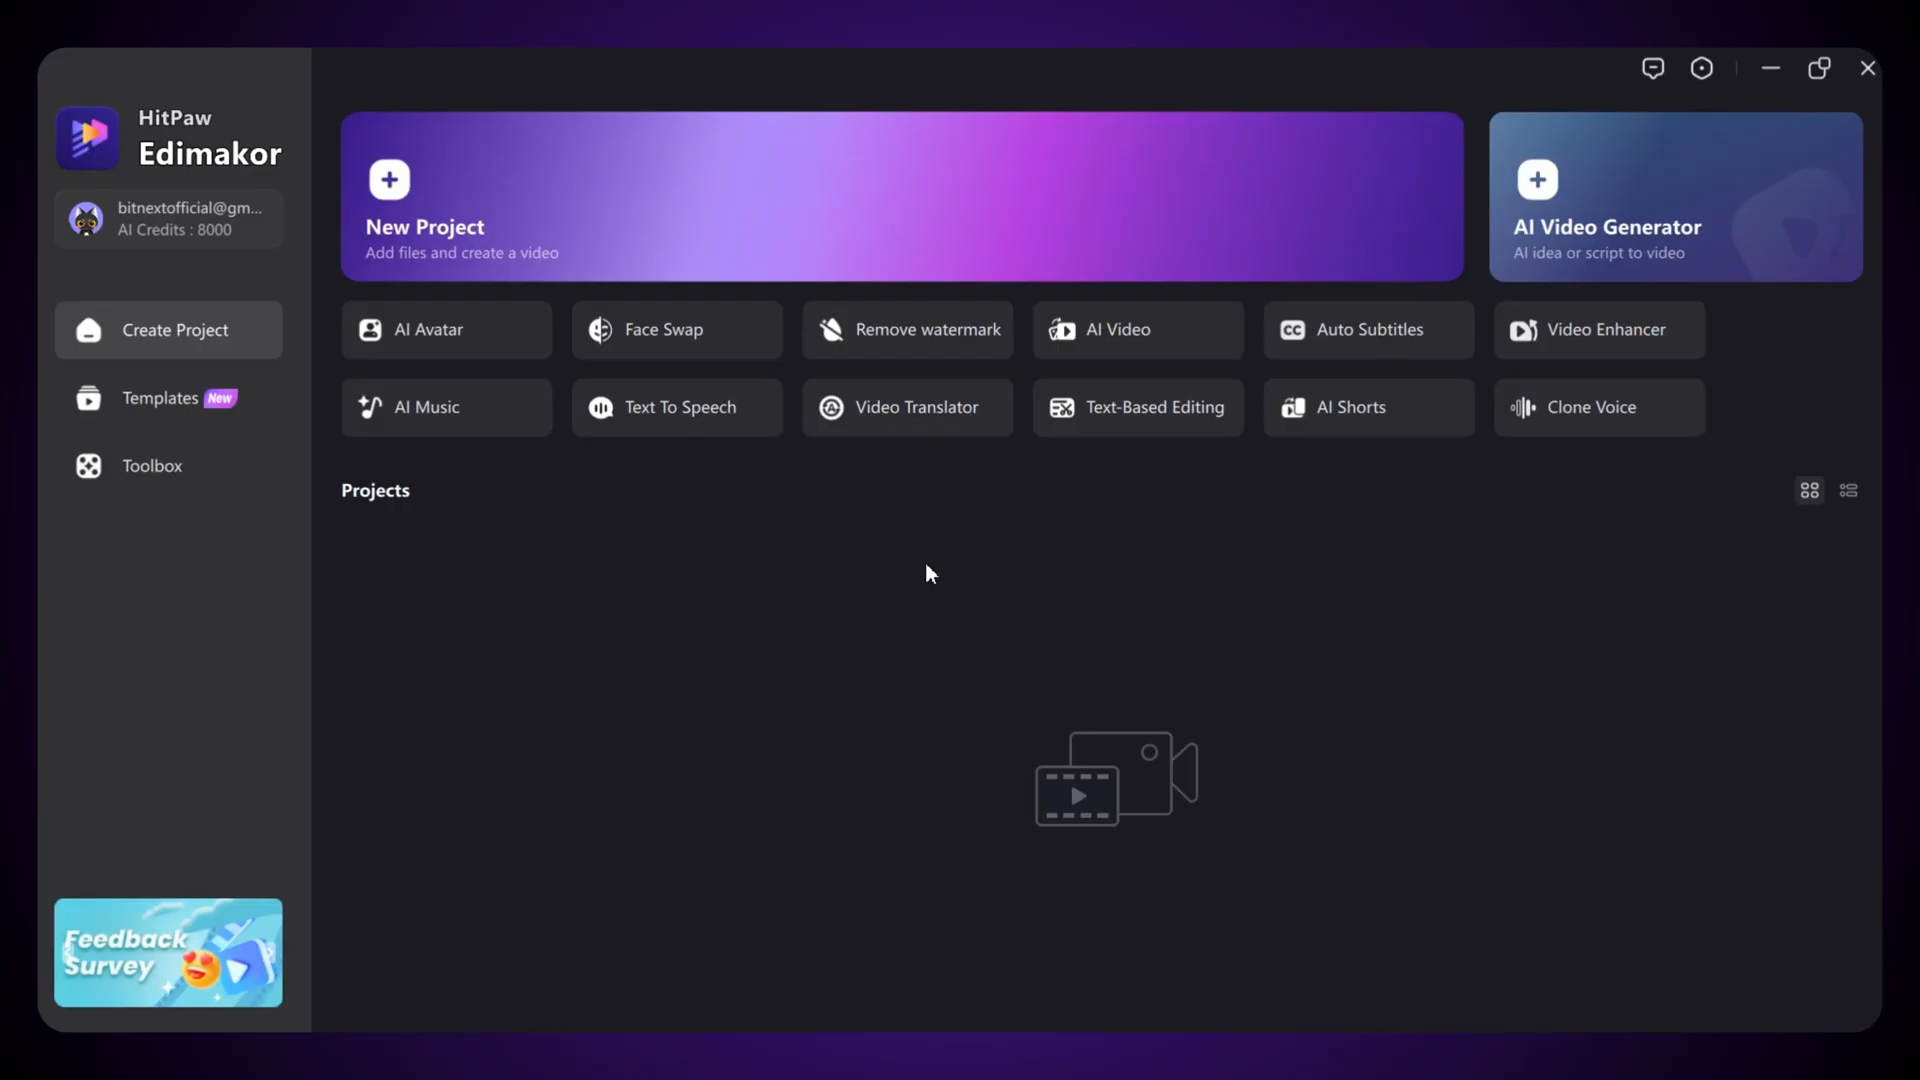 HitPaw
Edimakor
bitnextofficial@gm...
AI Credits : 8000
Create Project
Templates New
Toolbox
Feedback
Survey
New Project
Add files and create a video
AI Video Generator
AI idea or script to video
AI Avatar
Face Swap
Remove watermark
AI Video
CC Auto Subtitles
Video Enhancer
AI Music
Text To Speech
Video Translator
Text-Based Editing
AI Shorts
Clone Voice
Projects